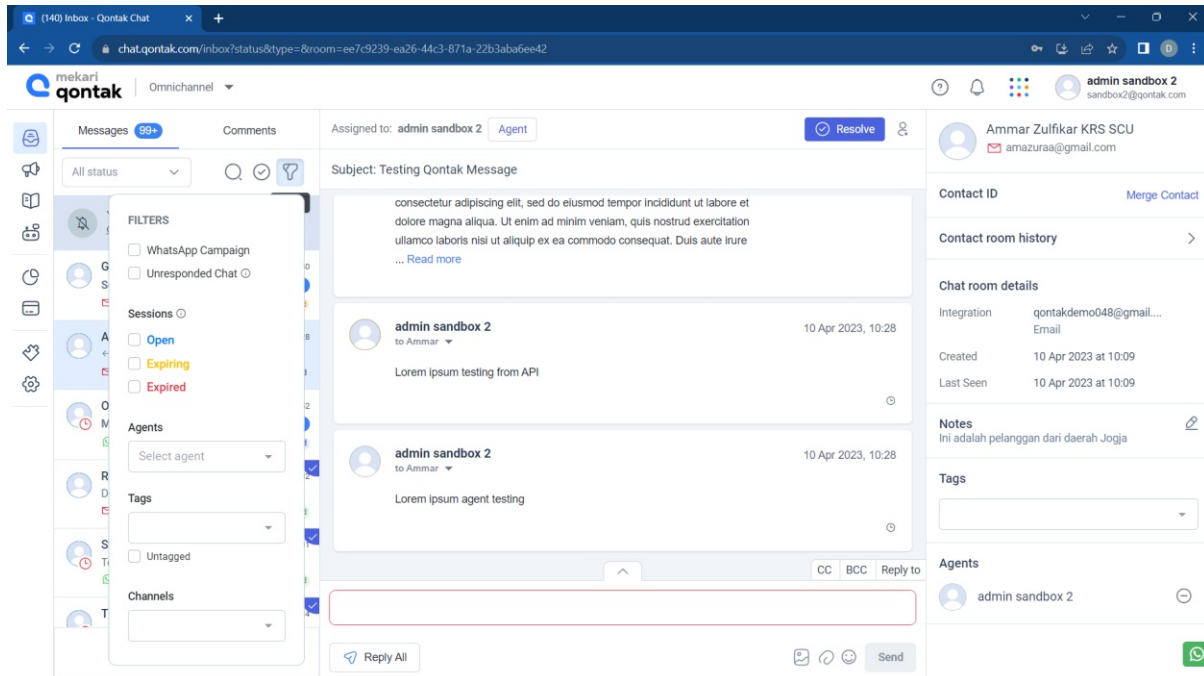 (140) Inbox - Qontak Chat
chat.qontak.com/inbox?status&type=&room=ee7c9239-ea26-44c3-871a-22b3aba6ee42
D
mekari
qontak
Omnichannel
admin sandbox 2
sandbox2@qontak.com
Messages 99+
Comments
All status
FILTERS
WhatsApp Campaign
Unresponded Chat
Sessions
Open
Expiring
Expired
Agents
Select agent
Tags
Untagged
Channels
Assigned to: admin sandbox 2 Agent
Resolve
Subject: Testing Qontak Message
consectetur adipiscing elit, sed do eiusmod tempor incididunt ut labore et
dolore magna aliqua. Ut enim ad minim veniam, quis nostrud exercitation
ullamco laboris nisi ut aliquip ex ea commodo consequat. Duis aute irure
... Read more
admin sandbox 2
10 Apr 2023, 10:28
to Ammar
Lorem ipsum testing from API
admin sandbox 2
10 Apr 2023, 10:28
to Ammar
Lorem ipsum agent testing
CC BCC Reply to
Reply All
Send
Ammar Zulfikar KRS SCU
amazuraa@gmail.com
Contact ID
Merge Contact
Contact room history
Chat room details
Integration qontakdemo048@gmail....
Email
Created 10 Apr 2023 at 10:09
Last Seen 10 Apr 2023 at 10:09
Notes
Ini adalah pelanggan dari daerah Jogja
Tags
Agents
admin sandbox 2